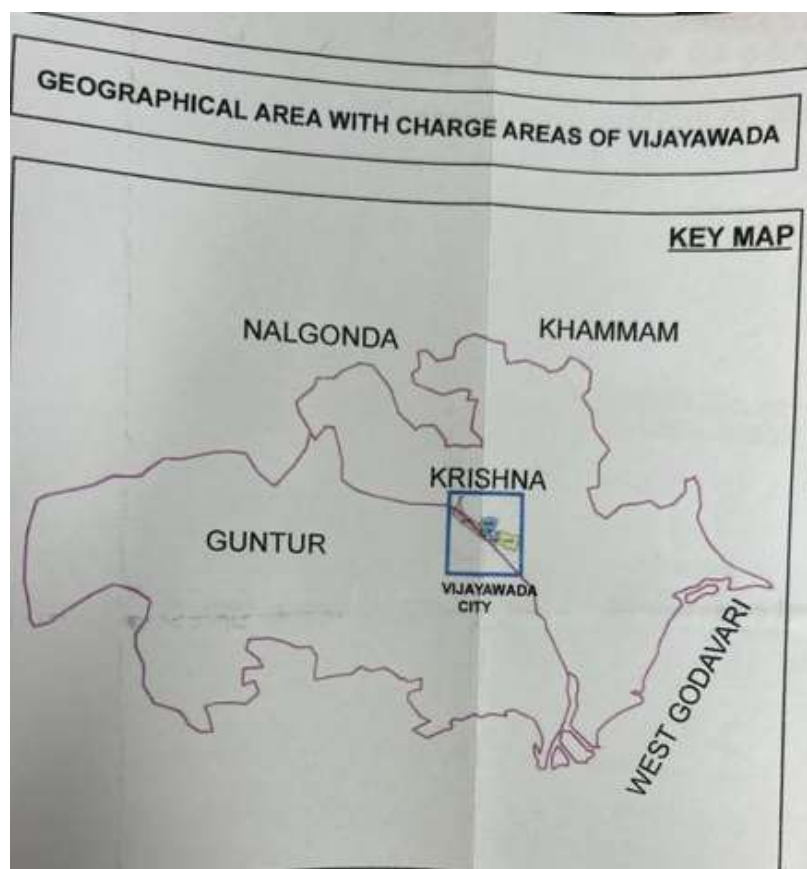 GEOGRAPHICAL AREA WITH CHARGE AREAS OF VIJAYAWADA
KEY MAP
NALGONDA
KHAMMAM
KRISHNA
GUNTUR
VIJAYAWADA
CITY
WEST GODAVARI